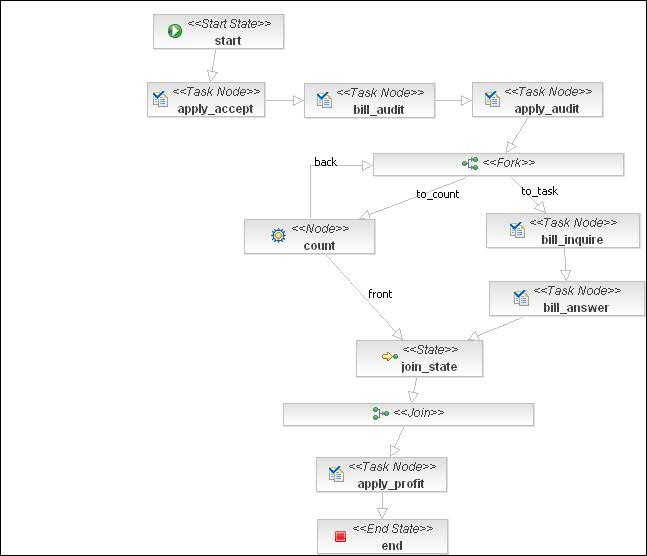 <<Start State>>
start
<<Task Node>>
apply_accept
<<Task Node>>
bill_audit
<<Task Node>>
apply_audit
back
<<Fork>>
to_count
to_task
<<Node>>
count
<<Task Node>>
bill_inquire
front
<<Task Node>>
bill_answer
<<State>>
join_state
<<Join>>
<<Task Node>>
apply_profit
<<End State>>
end